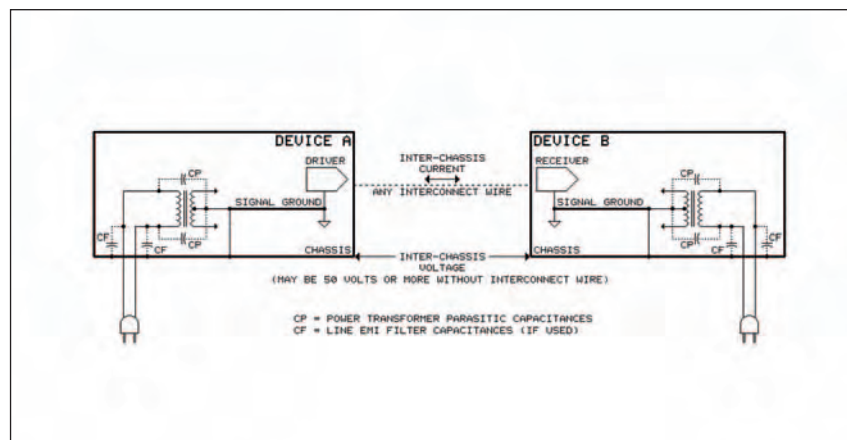 DEVICE A
DEVICE B
DRIVER
INTER-CHASSIS
CURRENT
RECEIVER
CP
CP
ANY INTERCONNECT WIRE
SIGNAL GROUND
SIGNAL GROUND
CF
CF
CP
CP
CF
CF
CHASSIS
INTER-CHASSIS
VOLTAGE
CHASSIS
(MAY BE 50 VOLTS OR MORE WITHOUT INTERCONNECT WIRE)
CP = POWER TRANSFORMER PARASITIC CAPACITANCES
CF = LINE EMI FILTER CAPACITANCES (IF USED)